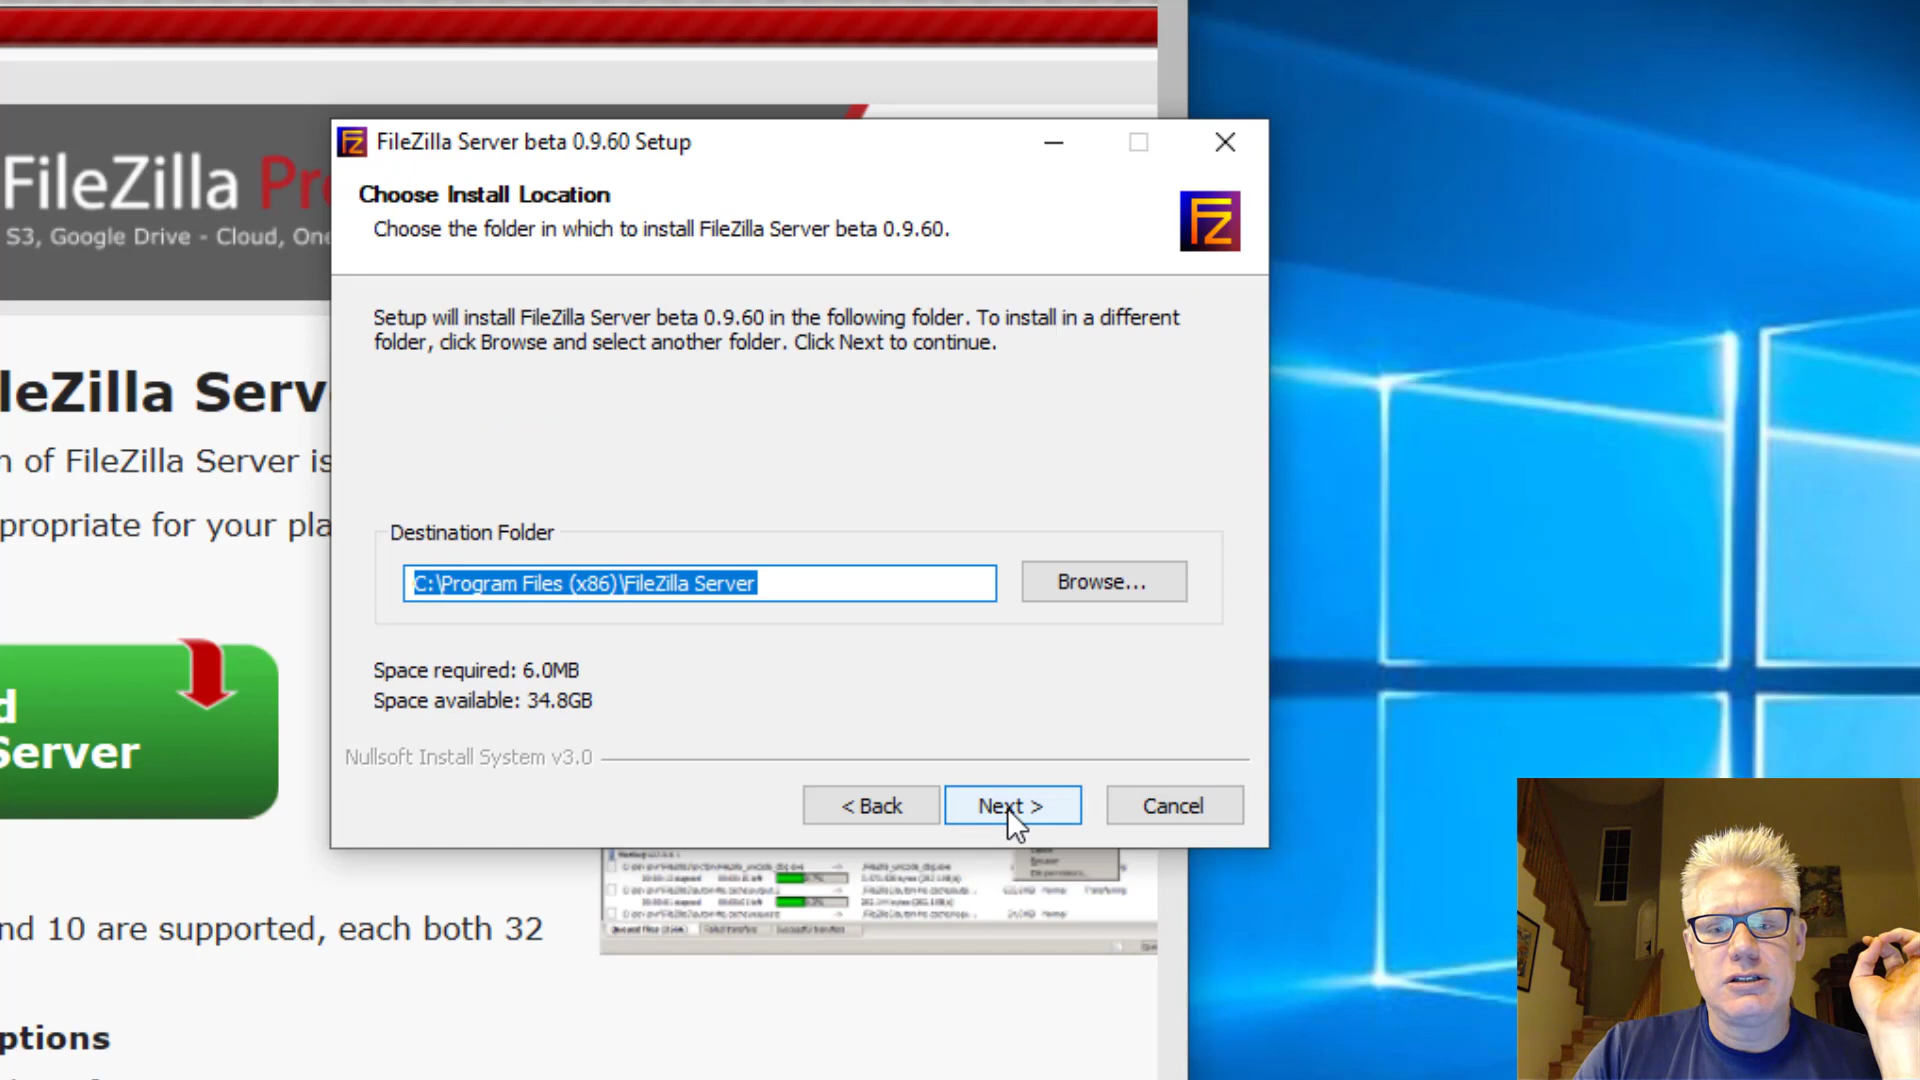 FileZilla Pr
S3, Google Drive - Cloud, One
FileZilla Server beta 0.9.60 Setup
Choose Install Location
Choose the folder in which to install FileZilla Server beta 0.9.60.
Setup will install FileZilla Server beta 0.9.60 in the following folder. To install in a different
folder, click Browse and select another folder. Click Next to continue.
leZilla Serv
n of FileZilla Server is
propriate for your pla
Destination Folder
C:\Program Files (x86)\FileZilla Server
Browse...
Space required: 6.0MB
Space available: 34.8GB
d
Server
Nullsoft Install System v3.0
< Back
Next >
Cancel
nd 10 are supported, each both 32
ptions